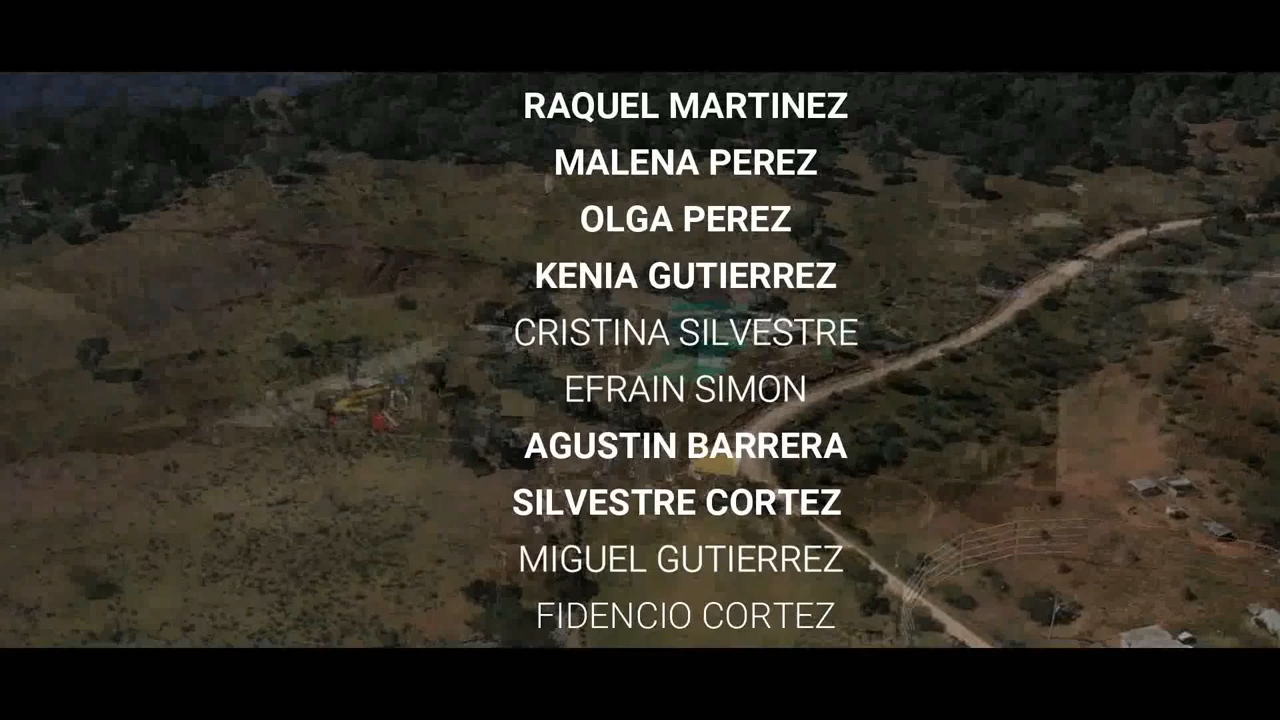 RAQUEL MARTINEZ
MALENA PEREZ
OLGA PEREZ
KENIA GUTIERREZ
CRISTINA SILVESTRE
EFRAIN SIMON
AGUSTIN BARRERA
SILVESTRE CORTEZ
MIGUEL GUTIERREZ
FIDENCIO CORTEZ